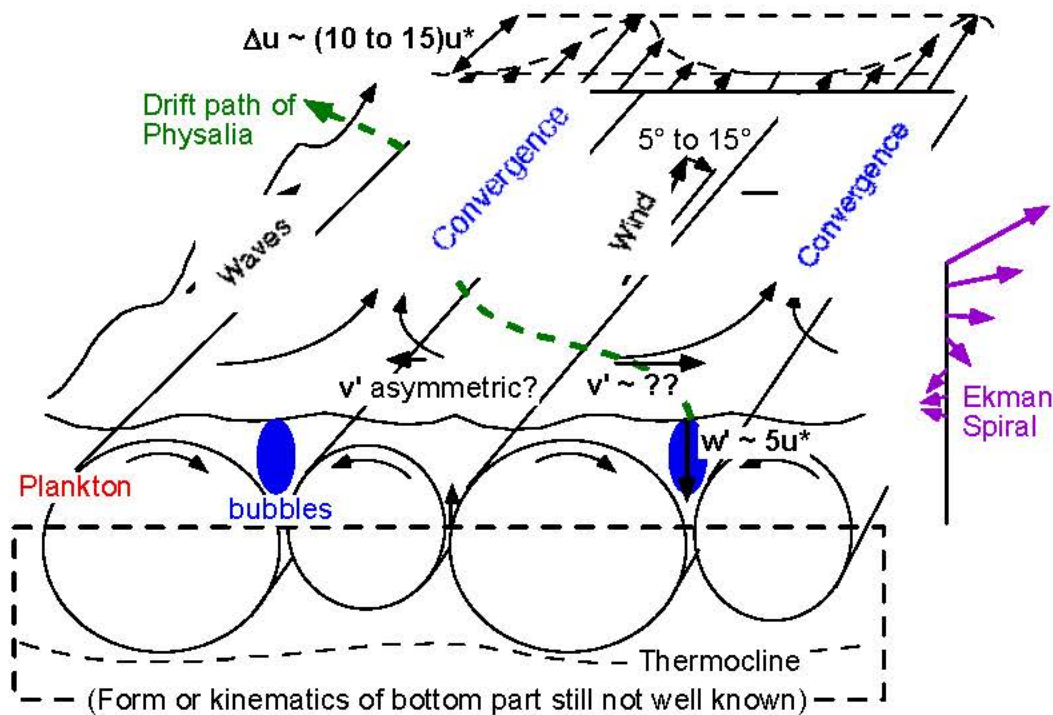 Δu ~ (10 to 15)u*
Drift path of
Physalia
5° to 15°
Convergence
Wind
Convergence
Waves
v' asymmetric?
v' ~ ??
Ekman
Spiral
w' ~ 5u*
Plankton
bubbles
Thermocline
(Form or kinematics of bottom part still not well known)